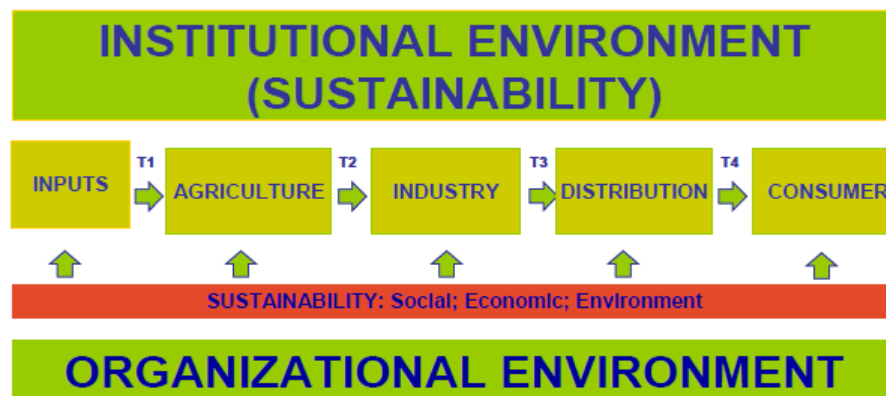 INSTITUTIONAL ENVIRONMENT
(SUSTAINABILITY)
T1
T2
T3
T4
INPUTS
AGRICULTURE
INDUSTRY
DISTRIBUTION
CONSUMER
SUSTAINABILITY: Social; Economic; Environment
ORGANIZATIONAL ENVIRONMENT